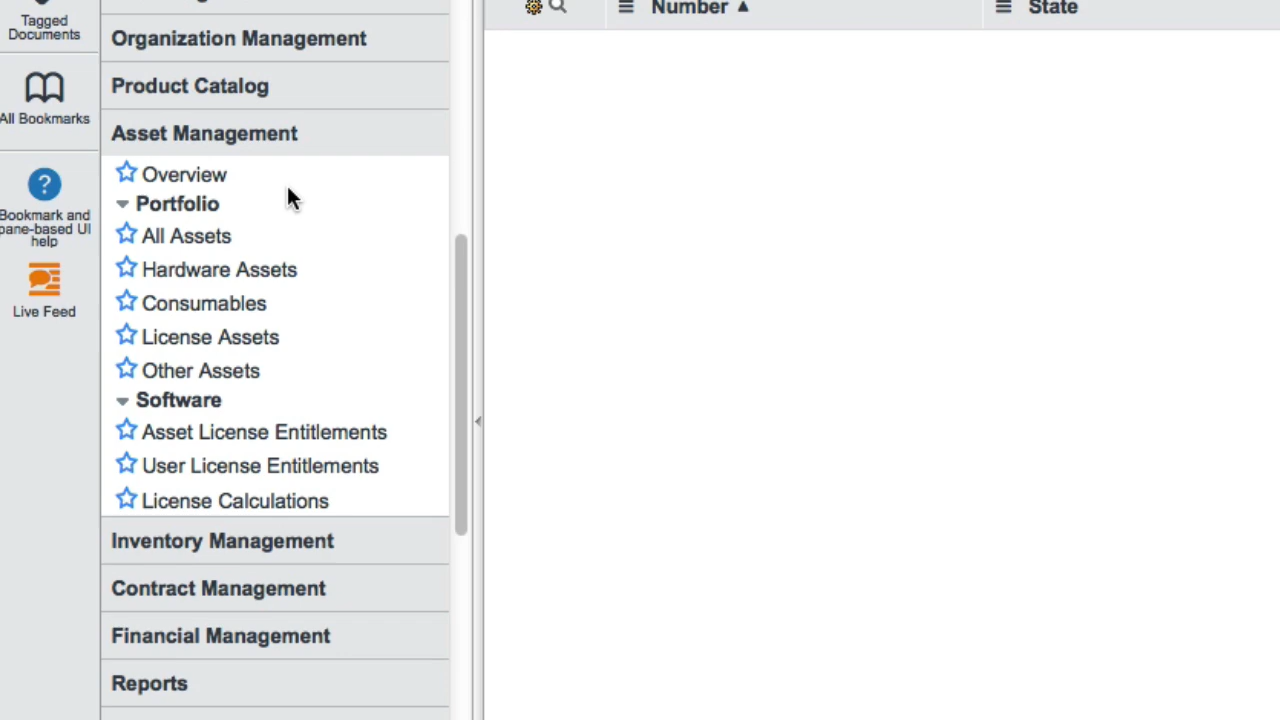 Tagged
Documents
All Bookmarks
Bookmark and
pane-based UI
help
Live Feed
Organization Management
Product Catalog
Asset Management
Overview
Portfolio
All Assets
Hardware Assets
Consumables
License Assets
Other Assets
Software
Asset License Entitlements
User License Entitlements
License Calculations
Inventory Management
Contract Management
Financial Management
Reports
Number
State